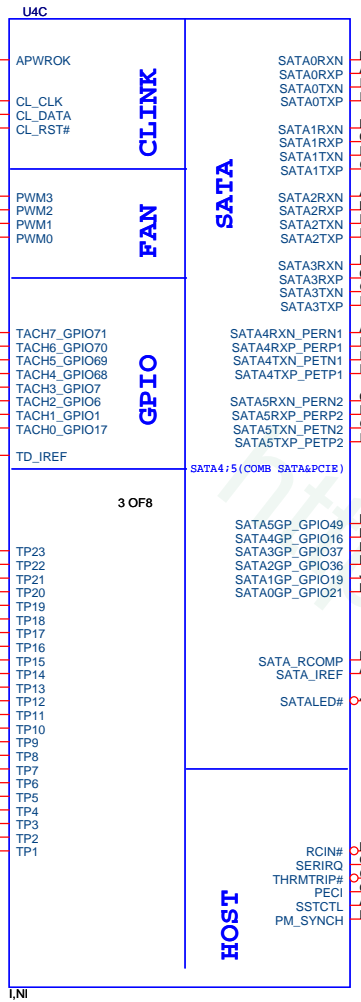 U4C
APWROK
CL_CLK
CL_DATA
CL_RST#
CLINK
PWM3
PWM2
PWM1
PWM0
FAN
TACH7_GPIO71
TACH6_GPIO70
TACH5_GPIO69
TACH4_GPIO68
TACH3_GPIO7
TACH2_GPIO6
TACH1_GPIO1
TACH0_GPIO17
TD_IREF
GPIO
3 OF8
TP23
TP22
TP21
TP20
TP19
TP18
TP17
TP16
TP15
TP14
TP13
TP12
TP11
TP10
TP9
TP8
TP7
TP6
TP5
TP4
TP3
TP2
TP1
SATA
SATA0RXN
SATA0RXP
SATA0TXN
SATA0TXP
SATA1RXN
SATA1RXP
SATA1TXN
SATA1TXP
SATA2RXN
SATA2RXP
SATA2TXN
SATA2TXP
SATA3RXN
SATA3RXP
SATA3TXN
SATA3TXP
SATA4RXN_PERN1
SATA4RXP_PERP1
SATA4TXN_PETN1
SATA4TXP_PETP1
SATA5RXN_PERN2
SATA5RXP_PERP2
SATA5TXN_PETN2
SATA5TXP_PETP2
SATA4;5(COMB SATA&PCIE)
SATA5GP_GPIO49
SATA4GP_GPIO16
SATA3GP_GPIO37
SATA2GP_GPIO36
SATA1GP_GPIO19
SATA0GP_GPIO21
SATA_RCOMP
SATA_IREF
SATALED#
HOST
RCIN#
SERIRQ
THRMTRIP#
PECI
SSTCTL
PM_SYNCH
I,NI